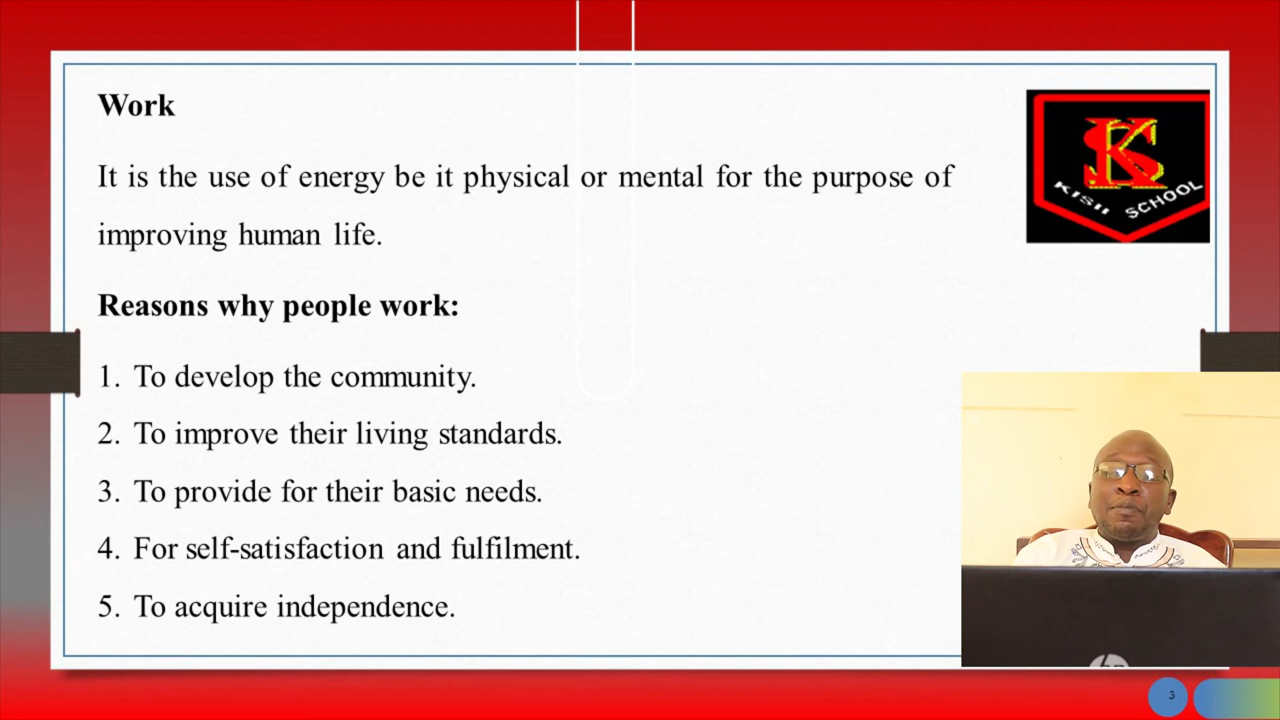 Work
It is the use of energy be it physical or mental for the purpose of
improving human life.
Reasons why people work:
1. To develop the community.
2. To improve their living standards.
3. To provide for their basic needs.
4. For self-satisfaction and fulfilment.
5. To acquire independence.
KS
KISII SCHOOL
hp
3